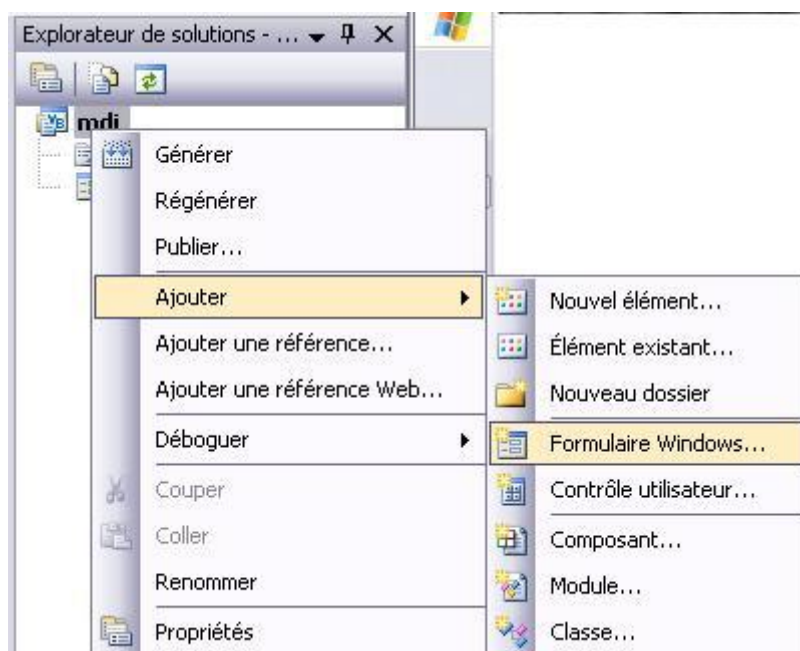 Explorateur de solutions - ...
mdi
Générer
Régénérer
Publier...
Ajouter
Ajouter une référence...
Ajouter une référence Web...
Déboguer
Couper
Coller
Renommer
Propriétés
Nouvel élément...
Élément existant...
Nouveau dossier
Formulaire Windows...
Contrôle utilisateur...
Composant...
Module...
Classe...